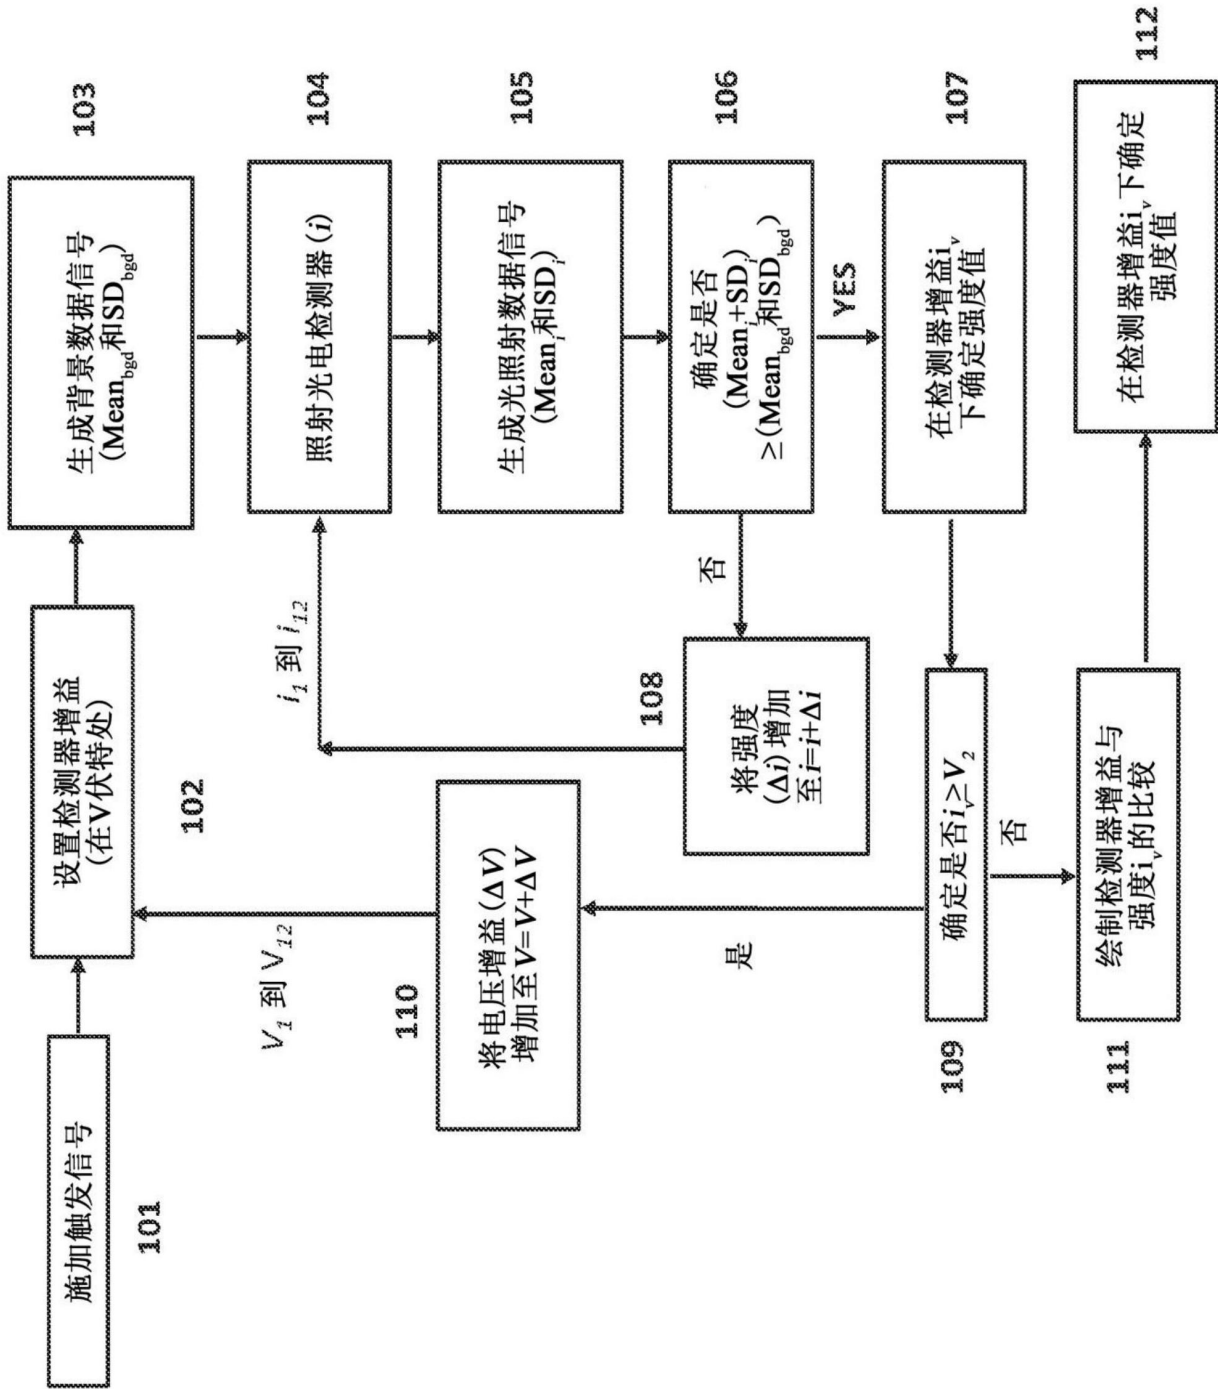 施加触发信号
101
设置检测器增益
(在V伏特处)
102
生成背景数据信号
(Mean_bgd和SD_bgd)
103
照射光电检测器(i)
104
生成光照射数据信号
(Mean_i和SD_i)
105
确定是否
(Mean_i+SD_i)
≥(Mean_bgd和SD_bgd)
106
YES
在检测器增益i_v
下确定强度值
107
否
将强度
(Δi)增加
至i=i+Δi
108
i_1 到 i_12
确定是否i_v≥V_2
109
是
将电压增益(ΔV)
增加至V=V+ΔV
110
V_1 到 V_12
否
绘制检测器增益与
强度i_v的比较
111
在检测器增益i_v下确定
强度值
112